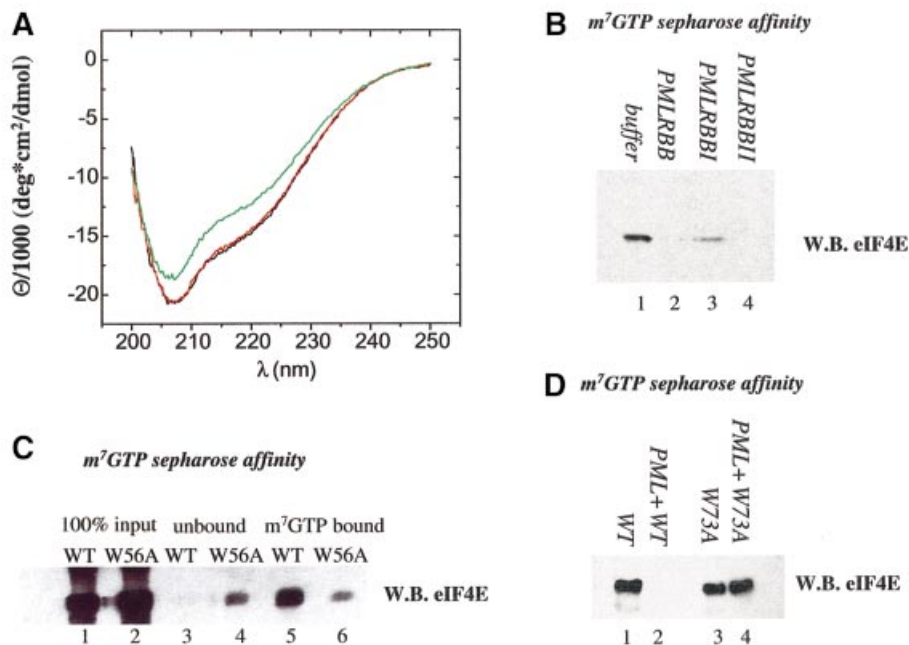 A
Θ/1000 (deg*cm²/dmol)
0
-5
-10
-15
-20
200 210 220 230 240 250
λ (nm)
B
m⁷GTP sepharose affinity
buffer
PMLRBB
PMLRBBI
PMLRBBII
W.B. eIF4E
1 2 3 4
C
m⁷GTP sepharose affinity
100% input unbound m⁷GTP bound
WT W56A WT W56A WT W56A
W.B. eIF4E
1 2 3 4 5 6
D
m⁷GTP sepharose affinity
WT
PML+WT
W73A
PML+W73A
W.B. eIF4E
1 2 3 4